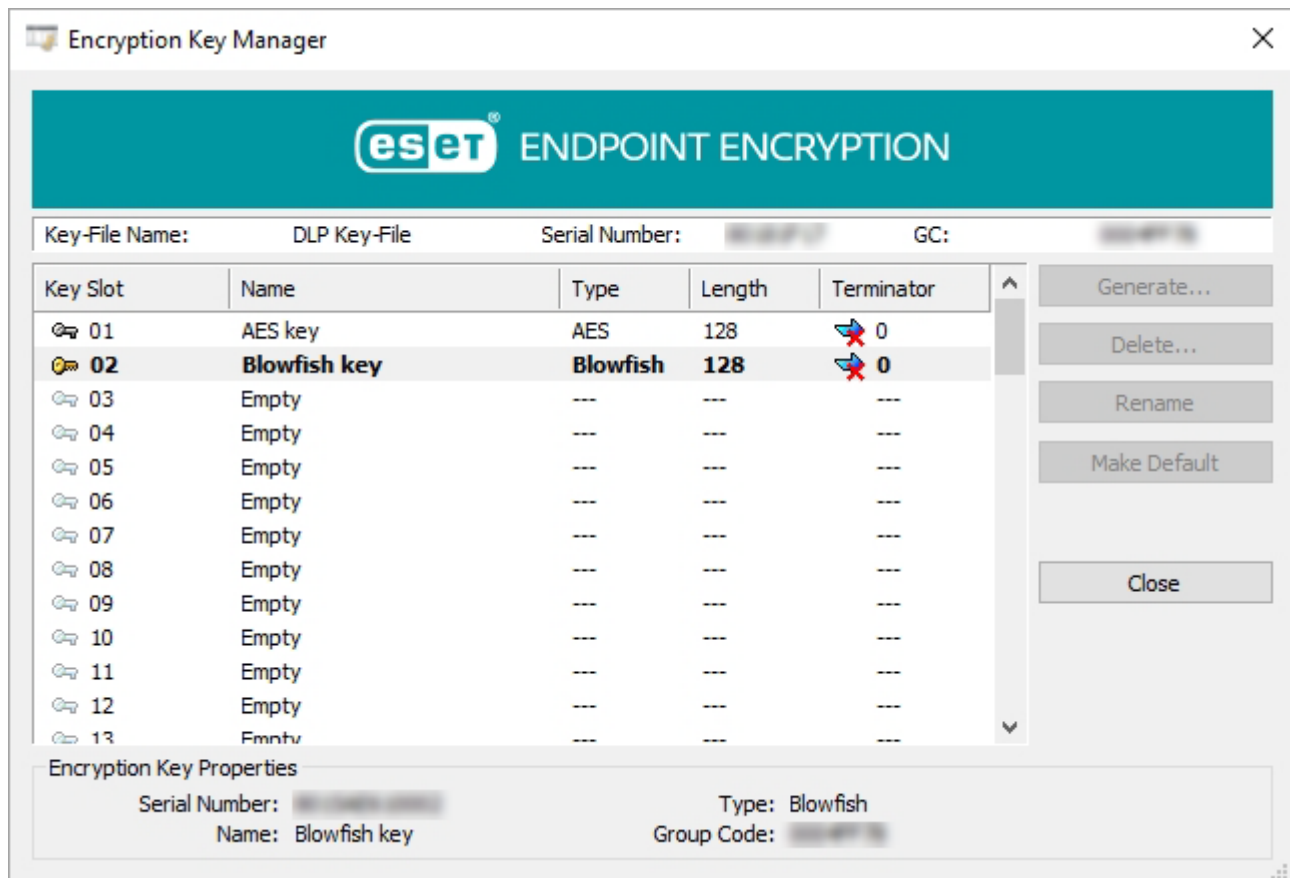 Encryption Key Manager
eset® ENDPOINT ENCRYPTION
Key-File Name: DLP Key-File Serial Number: GC:
Key Slot Name Type Length Terminator
01 AES key AES 128 0
02 Blowfish key Blowfish 128 0
03 Empty --- --- ---
04 Empty --- --- ---
05 Empty --- --- ---
06 Empty --- --- ---
07 Empty --- --- ---
08 Empty --- --- ---
09 Empty --- --- ---
10 Empty --- --- ---
11 Empty --- --- ---
12 Empty --- --- ---
13 Empty --- --- ---
Generate...
Delete...
Rename
Make Default
Close
Encryption Key Properties
Serial Number: Type: Blowfish
Name: Blowfish key Group Code: